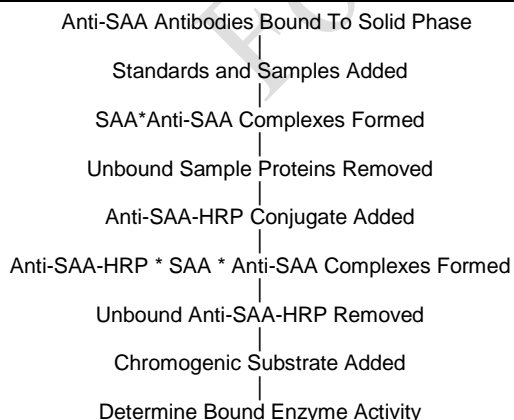 Anti-SAA Antibodies Bound To Solid Phase
Standards and Samples Added
SAA*Anti-SAA Complexes Formed
Unbound Sample Proteins Removed
Anti-SAA-HRP Conjugate Added
Anti-SAA-HRP * SAA * Anti-SAA Complexes Formed
Unbound Anti-SAA-HRP Removed
Chromogenic Substrate Added
Determine Bound Enzyme Activity